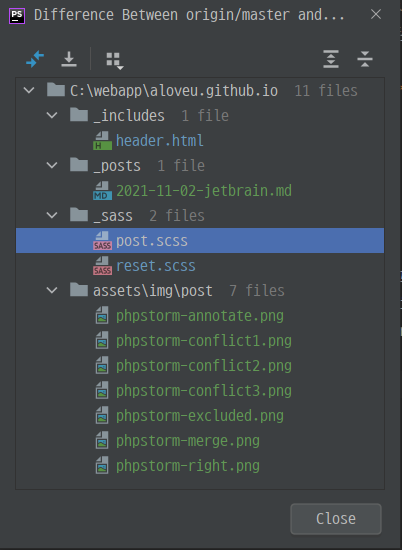 PS Difference Between origin/master and...
C:\webapp\aloveu.github.io 11 files
_includes 1 file
H header.html
_posts 1 file
MD 2021-11-02-jetbrain.md
_sass 2 files
SASS post.scss
SASS reset.scss
assets\img\post 7 files
phpstorm-annotate.png
phpstorm-conflict1.png
phpstorm-conflict2.png
phpstorm-conflict3.png
phpstorm-excluded.png
phpstorm-merge.png
phpstorm-right.png
Close